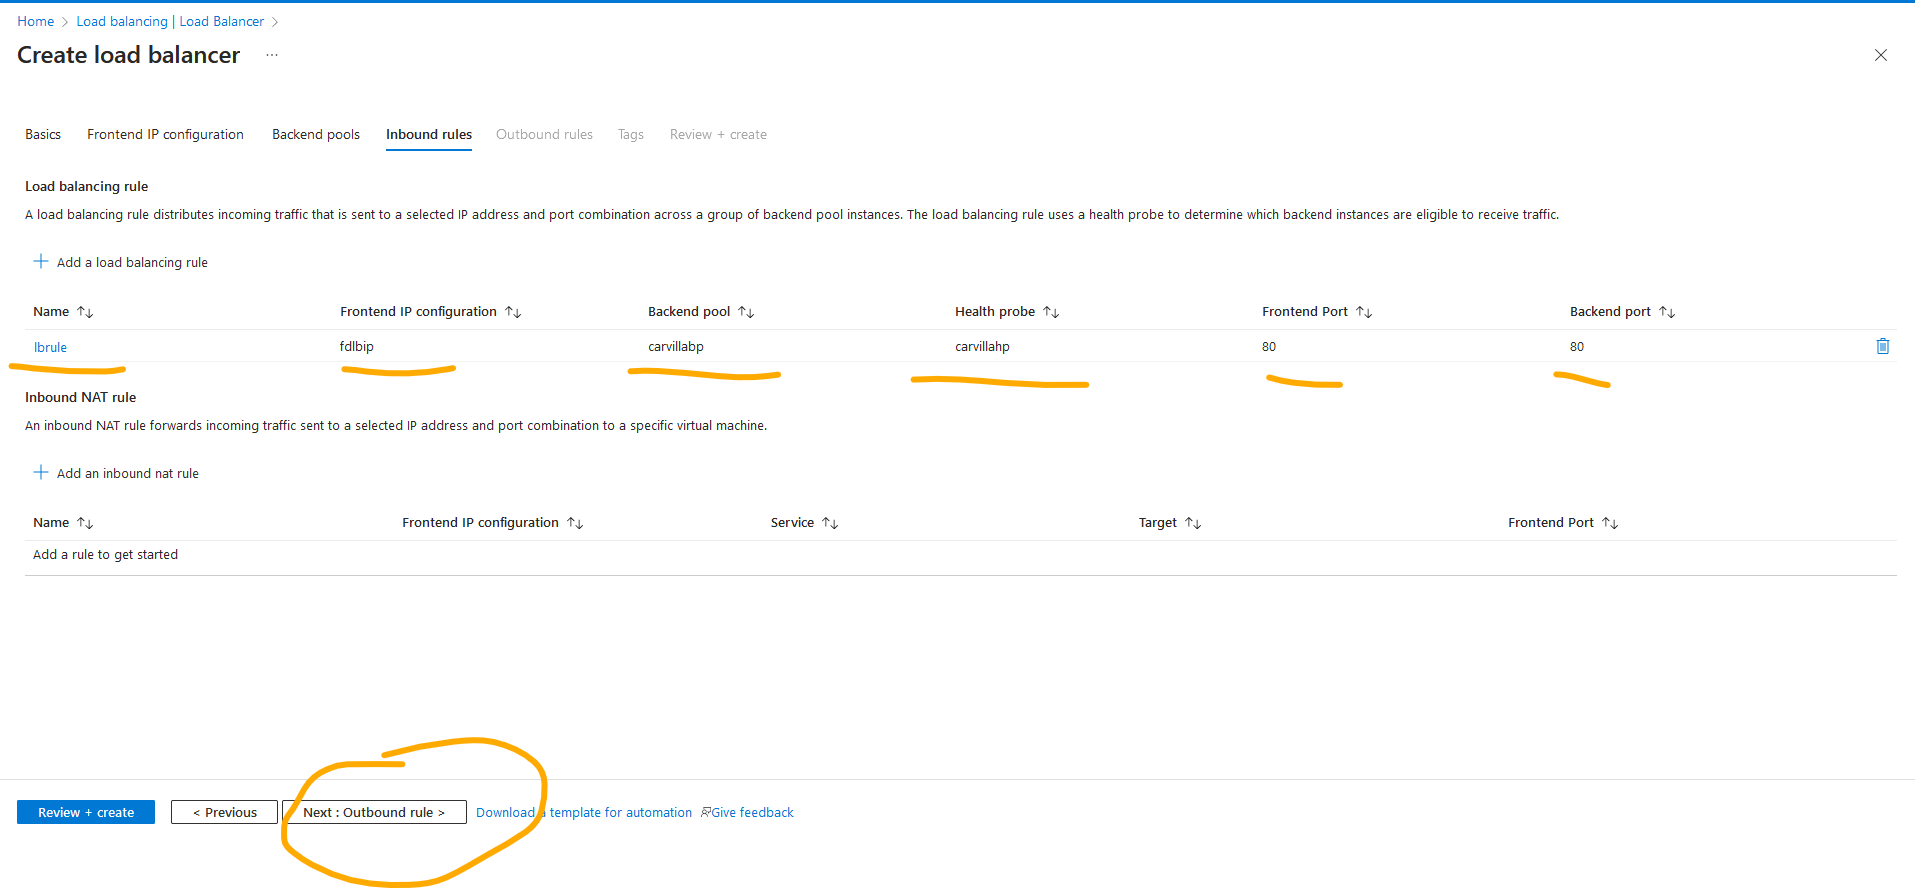 Home > Load balancing | Load Balancer >
Create load balancer ...
Basics Frontend IP configuration Backend pools Inbound rules Outbound rules Tags Review + create
Load balancing rule
A load balancing rule distributes incoming traffic that is sent to a selected IP address and port combination across a group of backend pool instances. The load balancing rule uses a health probe to determine which backend instances are eligible to receive traffic.
+ Add a load balancing rule
Name ↑↓ Frontend IP configuration ↑↓ Backend pool ↑↓ Health probe ↑↓ Frontend Port ↑↓ Backend port ↑↓
lbrule fdlbip carvillabp carvillahp 80 80
Inbound NAT rule
An inbound NAT rule forwards incoming traffic sent to a selected IP address and port combination to a specific virtual machine.
+ Add an inbound nat rule
Name ↑↓ Frontend IP configuration ↑↓ Service ↑↓ Target ↑↓ Frontend Port ↑↓
Add a rule to get started
Review + create < Previous Next : Outbound rule > Download a template for automation Give feedback